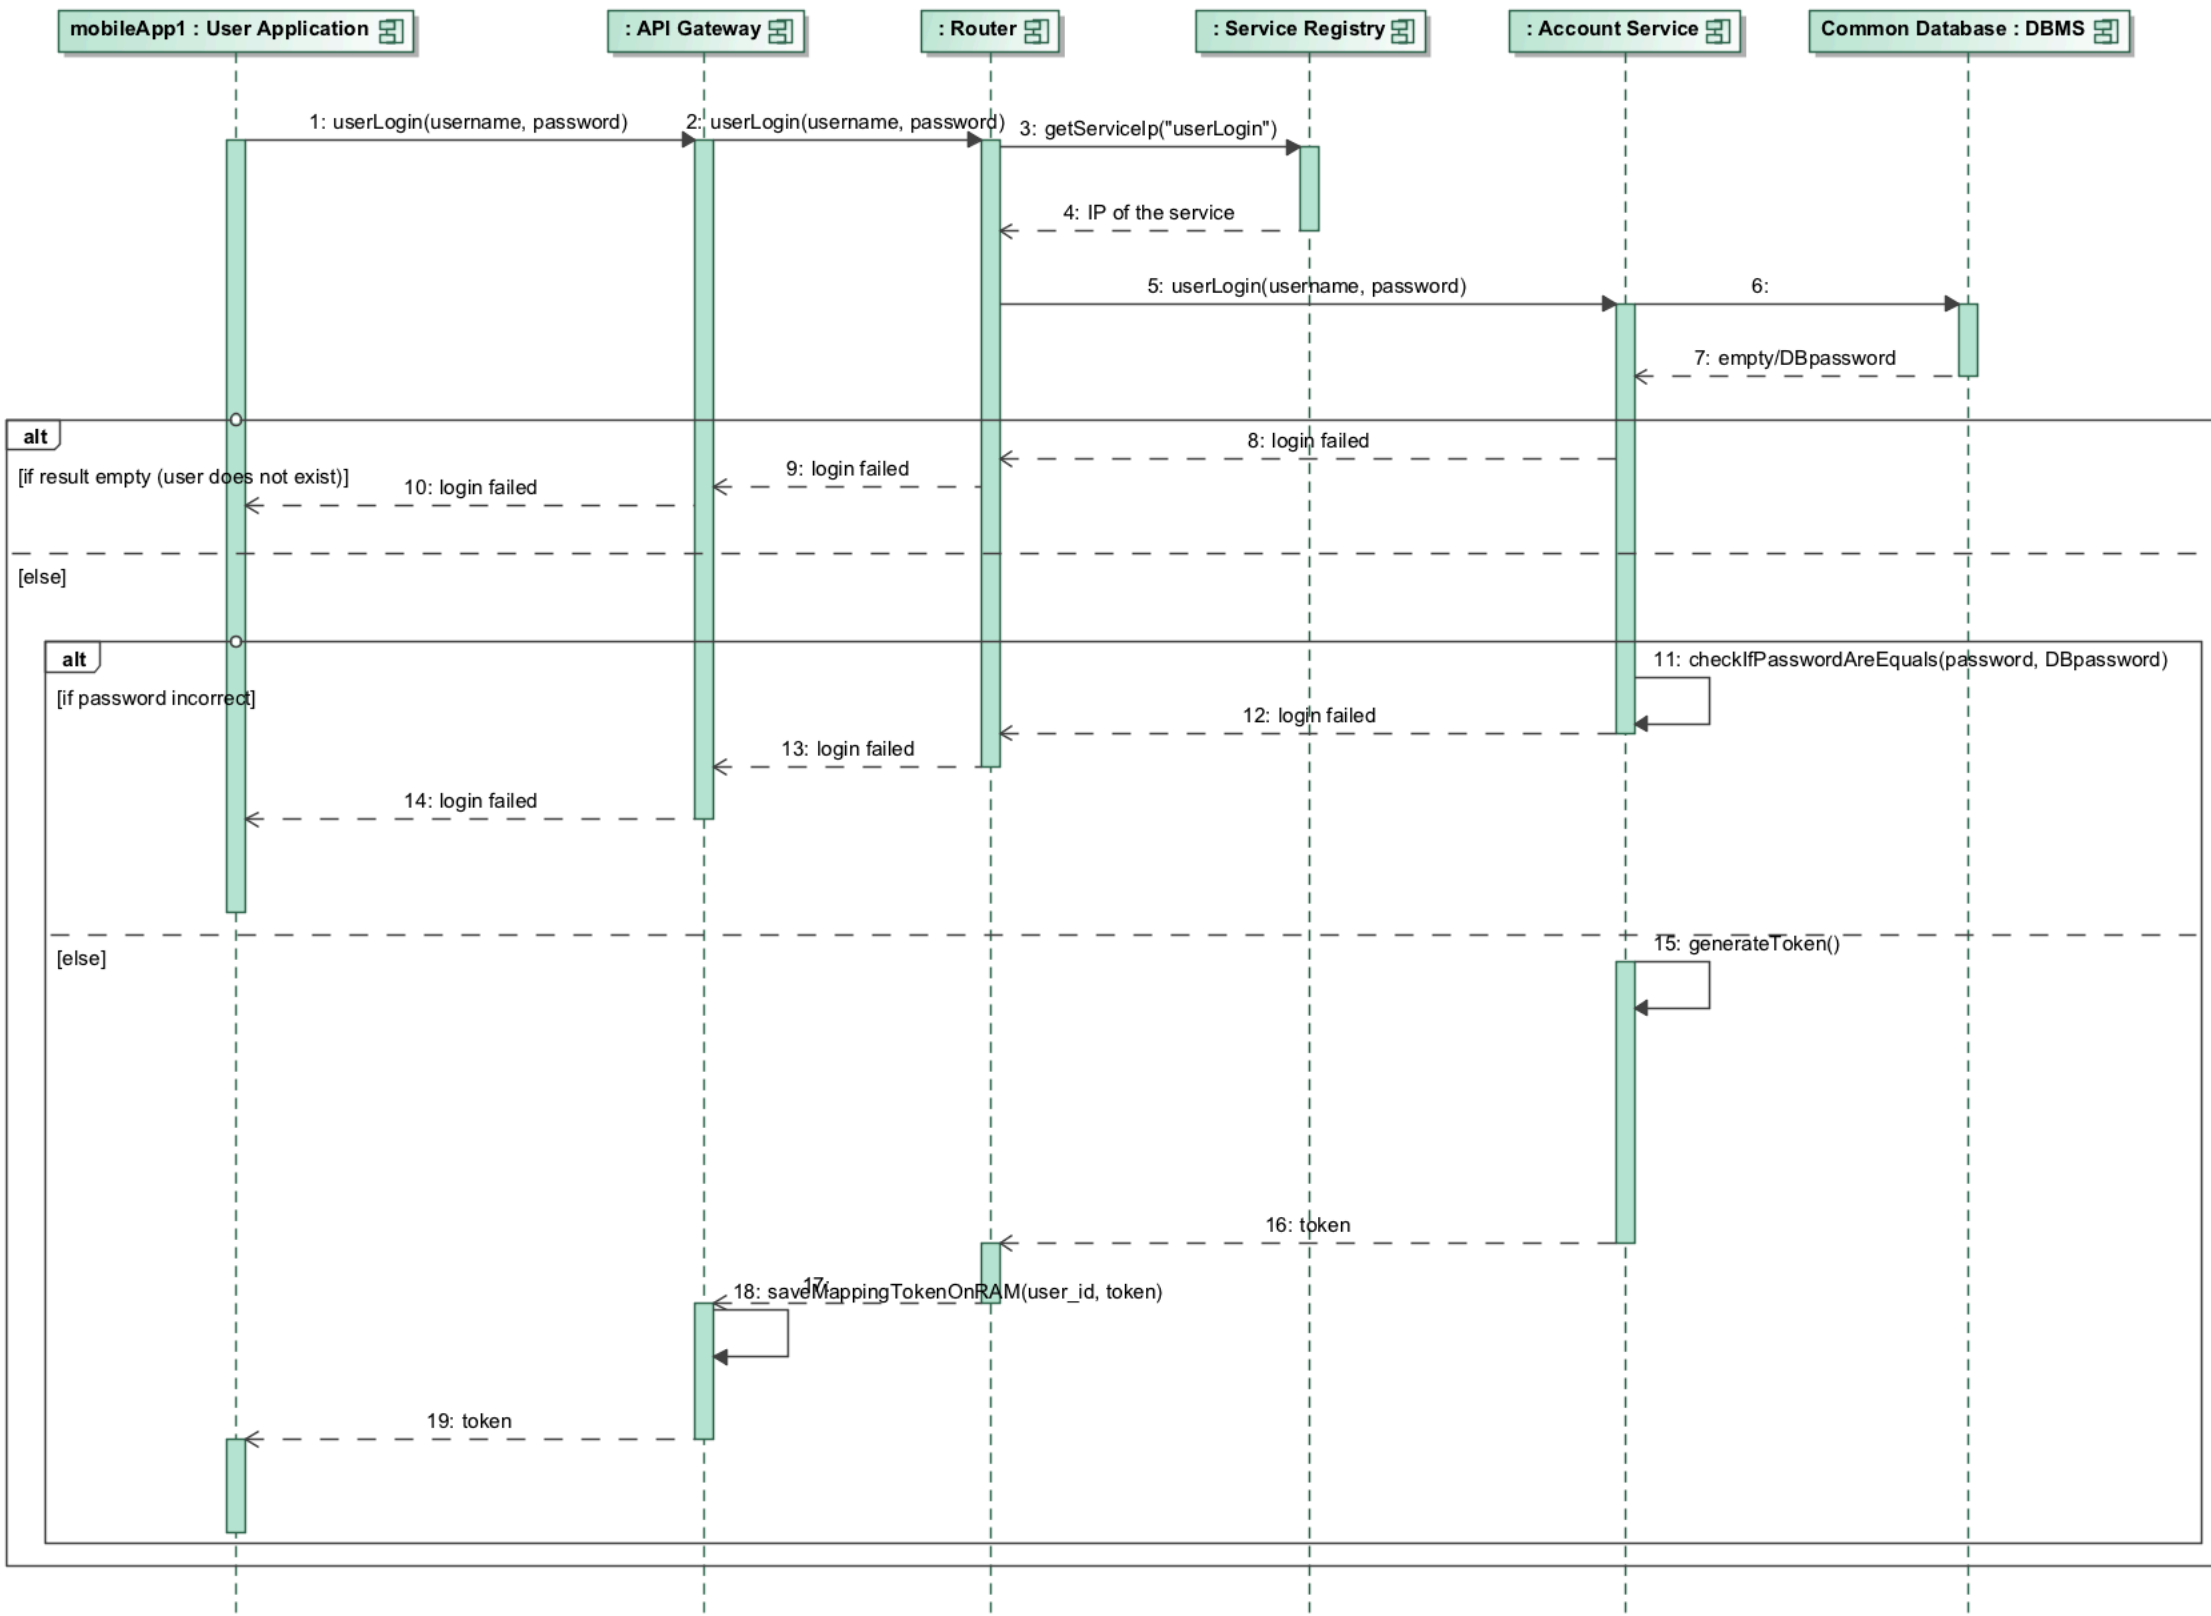 mobileApp1 : User Application
: API Gateway
: Router
: Service Registry
: Account Service
Common Database : DBMS
1: userLogin(username, password)
2: userLogin(username, password)
3: getServiceIp("userLogin")
4: IP of the service
5: userLogin(username, password)
6:
7: empty/DBpassword
alt
[if result empty (user does not exist)]
8: login failed
9: login failed
10: login failed
[else]
alt
[if password incorrect]
11: checkIfPasswordAreEquals(password, DBpassword)
12: login failed
13: login failed
14: login failed
[else]
15: generateToken()
16: token
17:
18: saveMappingTokenOnRAM(user_id, token)
19: token